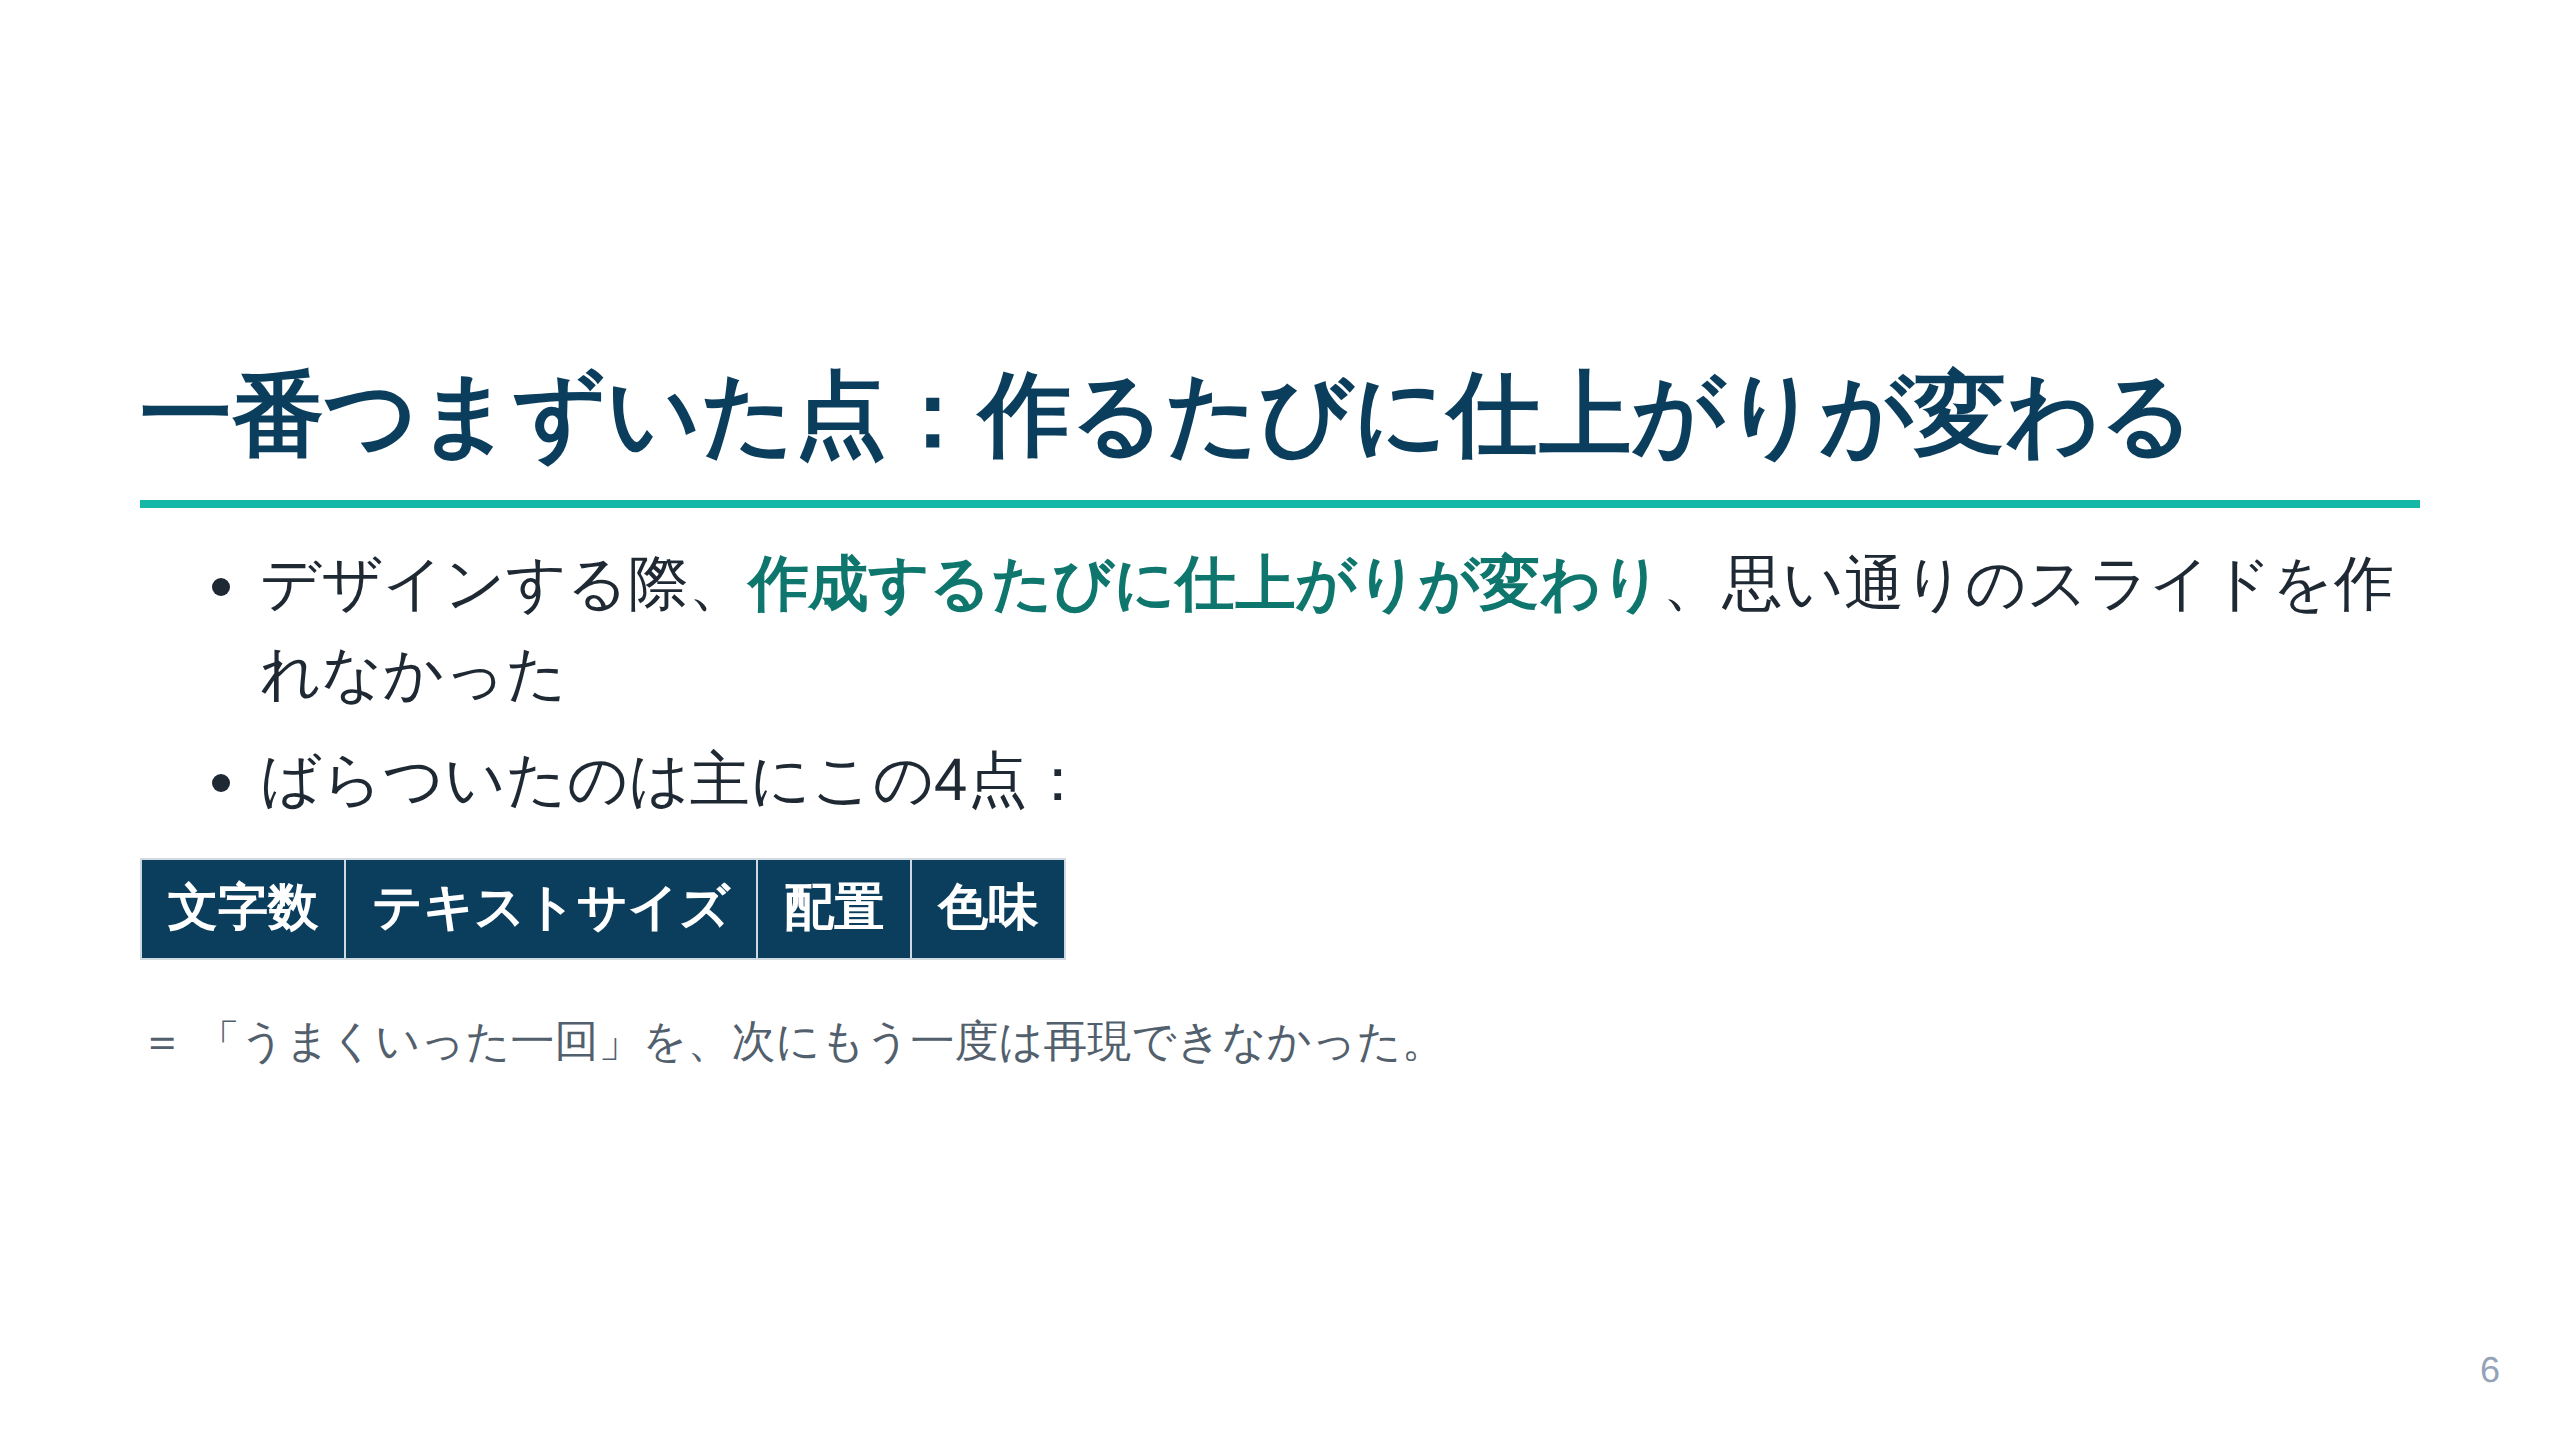 一番つまずいた点：作るたびに仕上がりが変わる
• デザインする際、作成するたびに仕上がりが変わり、思い通りのスライドを作
れなかった
• ばらついたのは主にこの4点：
文字数 テキストサイズ 配置 色味
＝ 「うまくいった一回」を、次にもう一度は再現できなかった。
6